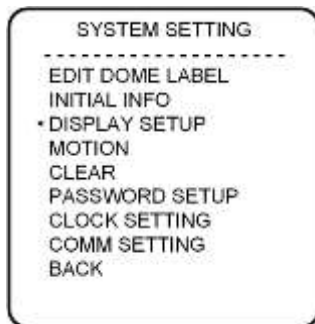 SYSTEM SETTING
- - - - - - - - - - - - - - - - - - - -
EDIT DOME LABEL
INITIAL INFO
• DISPLAY SETUP
MOTION
CLEAR
PASSWORD SETUP
CLOCK SETTING
COMM SETTING
BACK